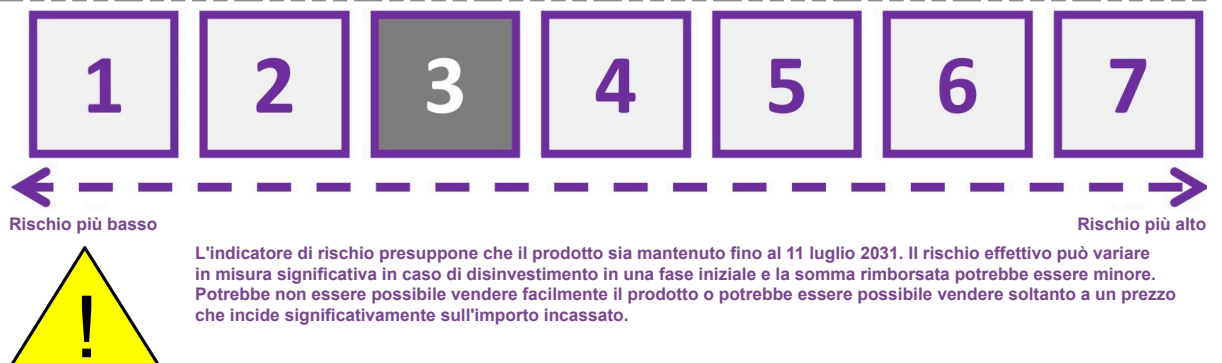 1 2 3 4 5 6 7
Rischio più basso Rischio più alto
L'indicatore di rischio presuppone che il prodotto sia mantenuto fino al 11 luglio 2031. Il rischio effettivo può variare
in misura significativa in caso di disinvestimento in una fase iniziale e la somma rimborsata potrebbe essere minore.
Potrebbe non essere possibile vendere facilmente il prodotto o potrebbe essere possibile vendere soltanto a un prezzo
che incide significativamente sull'importo incassato.
!